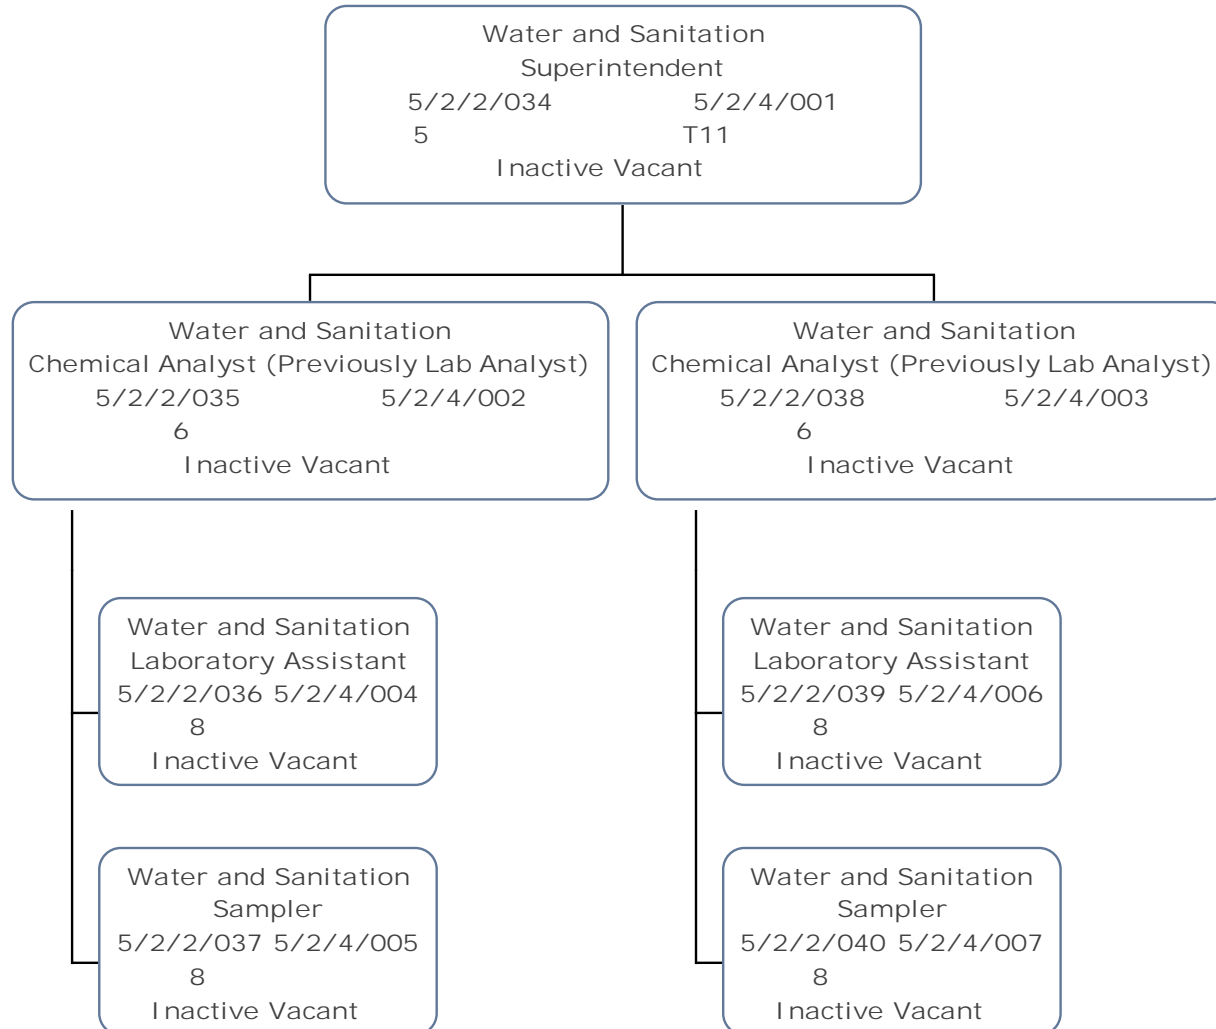 Water and Sanitation
Superintendent
5/2/2/034 5/2/4/001
5 T11
Inactive Vacant
Water and Sanitation
Chemical Analyst (Previously Lab Analyst)
5/2/2/035 5/2/4/002
6
Inactive Vacant
Water and Sanitation
Chemical Analyst (Previously Lab Analyst)
5/2/2/038 5/2/4/003
6
Inactive Vacant
Water and Sanitation
Laboratory Assistant
5/2/2/036 5/2/4/004
8
Inactive Vacant
Water and Sanitation
Sampler
5/2/2/037 5/2/4/005
8
Inactive Vacant
Water and Sanitation
Laboratory Assistant
5/2/2/039 5/2/4/006
8
Inactive Vacant
Water and Sanitation
Sampler
5/2/2/040 5/2/4/007
8
Inactive Vacant